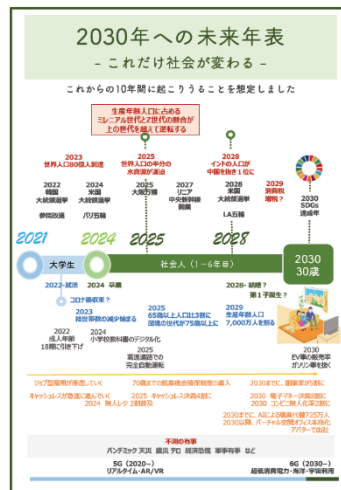 2030年への未来年表
- これだけ社会が変わる -
これからの10年間に起こりうることを想定しました
生産年齢人口に占める
ミレニアル世代とZ世代の割合が
上の世代を超えて逆転する
2023
世界人口80億人到達
2025
世界人口の半分の
水資源が逼迫
2028
インドの人口が
中国を抜き1位に
2022
韓国
大統領選挙
参院改選
2024
米国
大統領選挙
パリ五輪
2025
大阪万博
2027
リニア
中央新幹線
開業
2028
米国
大統領選挙
LA五輪
2029
消費税
増税？
2030
SDGs
達成年
2021
2024
2025
2028
2030
30歳
大学生
社会人（1－6年目）
2022-就活
2024 卒業
2028- 結婚？
第1子誕生？
コロナ最収束？
2023
総世帯数の減少始まる
2025
65歳以上人口比3割に
団塊の世代が75歳以上に
2029
生産年齢人口
7,000万人を割る
2022
成人年齢
18歳に引下げ
2024
小学校教科書のデジタル化
2025
高速道路での
完全自動運転
2030
EV車の販売率
ガソリン車を抜く
ジョブ型雇用が浸透していく
70歳までの就業機会確保制度の導入
2030までに、副業率が5割に
キャッシュレスが急速に進んでいく
2024 無人レジ 2割普及
2025 キャッシュレス決済4割に
2030 電子マネー決済8割に
2030 コンビニ無人化率2割に
2030までに、AIによる職業代替735万人
2030以降、バーチャル空間オフィス本格化
アバターで出社
不測の有事
パンデミック 天災 震災 テロ 経済恐慌 軍事有事 など
5G（2020－）
リアルタイム・AR/VR
6G（2030－）
超低消費電力・海洋・宇宙利用